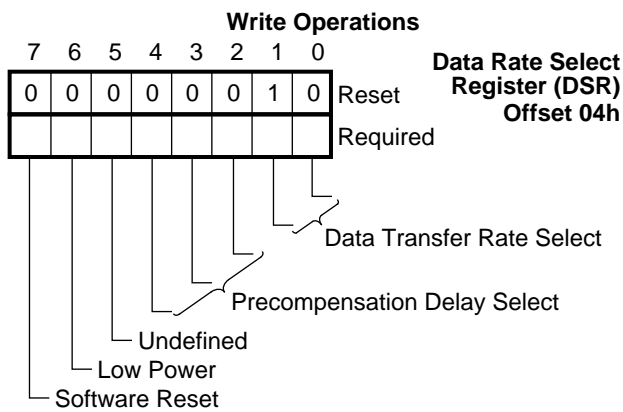 Write Operations
7 6 5 4 3 2 1 0
Data Rate Select
Register (DSR)
Offset 04h
0 0 0 0 0 0 1 0 Reset
Required
Data Transfer Rate Select
Precompensation Delay Select
Undefined
Low Power
Software Reset